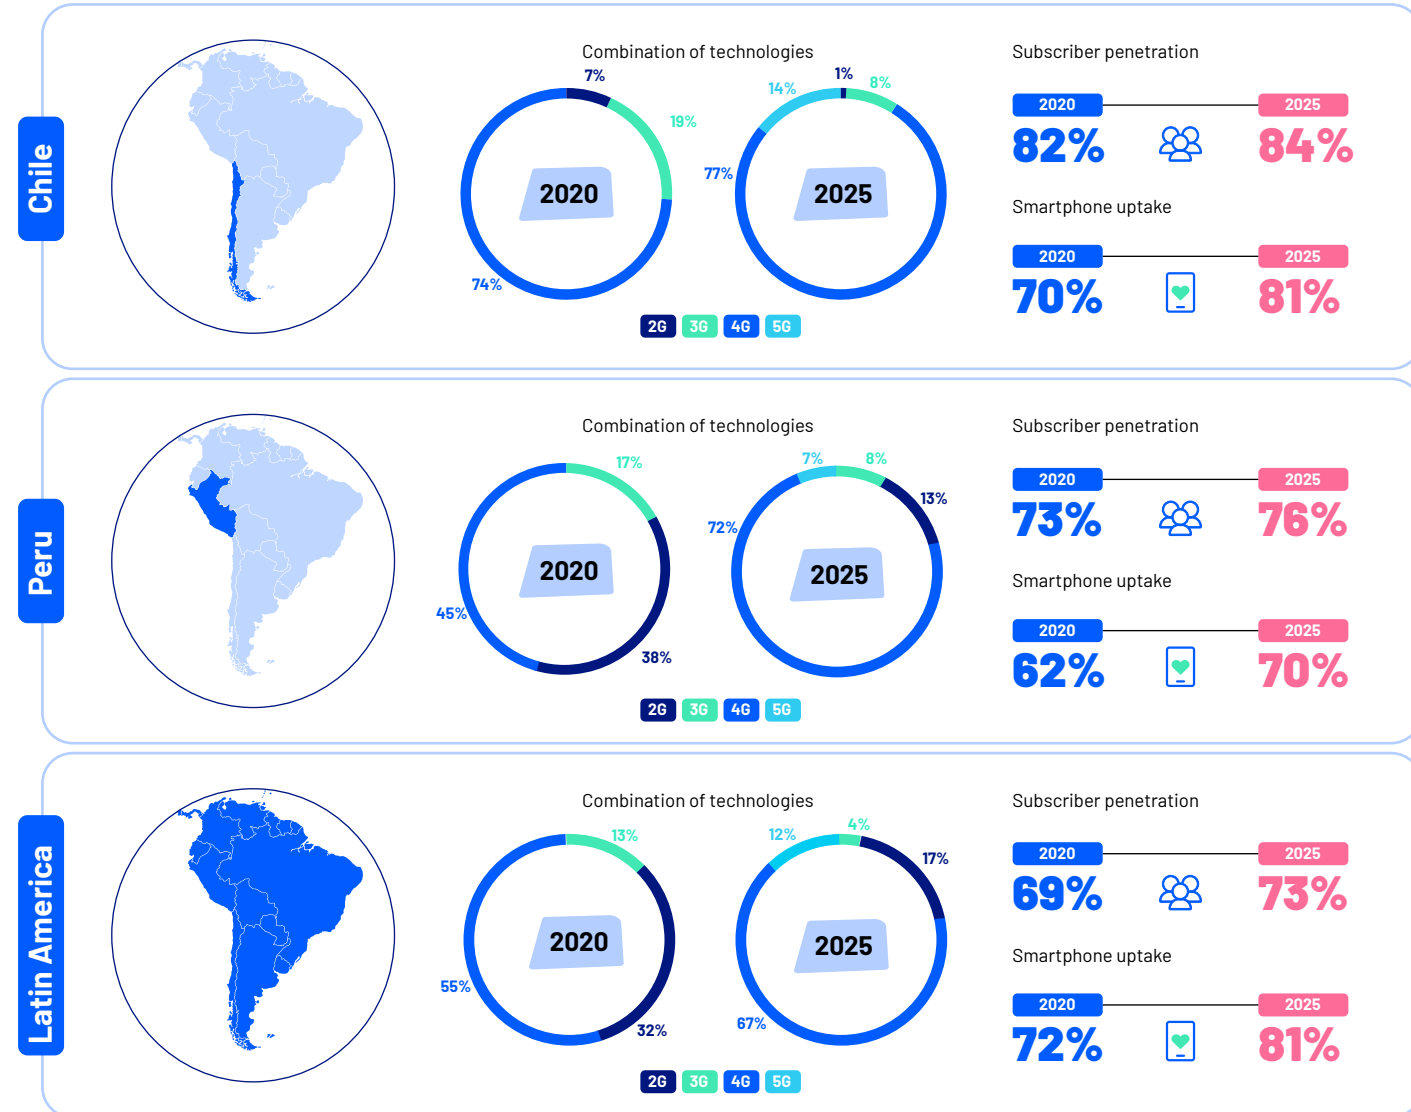 Chile
Combination of technologies
7%
19%
74%
2020
1%
8%
14%
77%
2025
2G 3G 4G 5G
Subscriber penetration
2020 2025
82% 84%
Smartphone uptake
2020 2025
70% 81%
Peru
Combination of technologies
17%
45%
38%
2020
7%
8%
13%
72%
2025
2G 3G 4G 5G
Subscriber penetration
2020 2025
73% 76%
Smartphone uptake
2020 2025
62% 70%
Latin America
Combination of technologies
13%
55%
32%
2020
12%
4%
17%
67%
2025
2G 3G 4G 5G
Subscriber penetration
2020 2025
69% 73%
Smartphone uptake
2020 2025
72% 81%